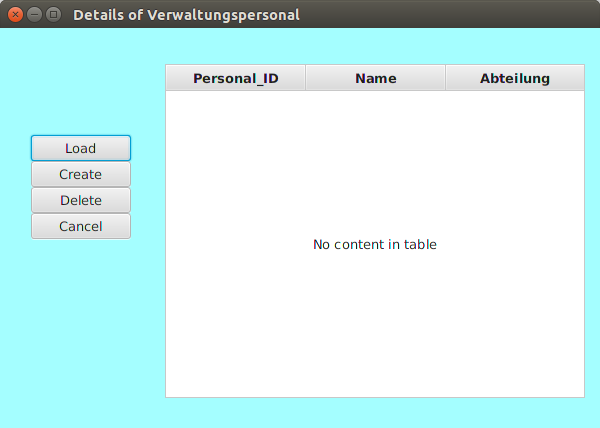 Details of Verwaltungspersonal
Personal_ID Name Abteilung
Load
Create
Delete
Cancel
No content in table